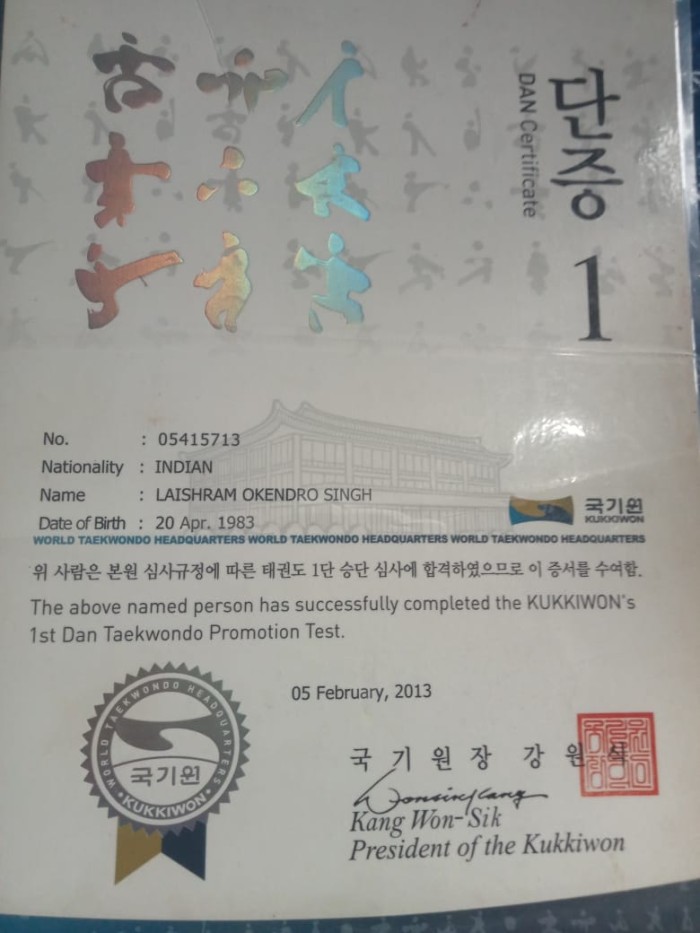 단증
DAN Certificate
1
No. : 05415713
Nationality : INDIAN
Name : LAISHRAM OKENDRO SINGH
Date of Birth : 20 Apr. 1983
국기원
KUKKIWON
WORLD TAEKWONDO HEADQUARTERS WORLD TAEKWONDO HEADQUARTERS WORLD TAEKWONDO HEADQUARTERS
위 사람은 본원 심사규정에 따른 태권도 1단 승단 심사에 합격하였으므로 이 증서를 수여함.
The above named person has successfully completed the KUKKIWON's
1st Dan Taekwondo Promotion Test.
05 February, 2013
WORLD TAEKWONDO HEADQUARTERS
국기원
KUKKIWON
국기원장 강원식
Wonsik Kang
Kang Won-Sik
President of the Kukkiwon